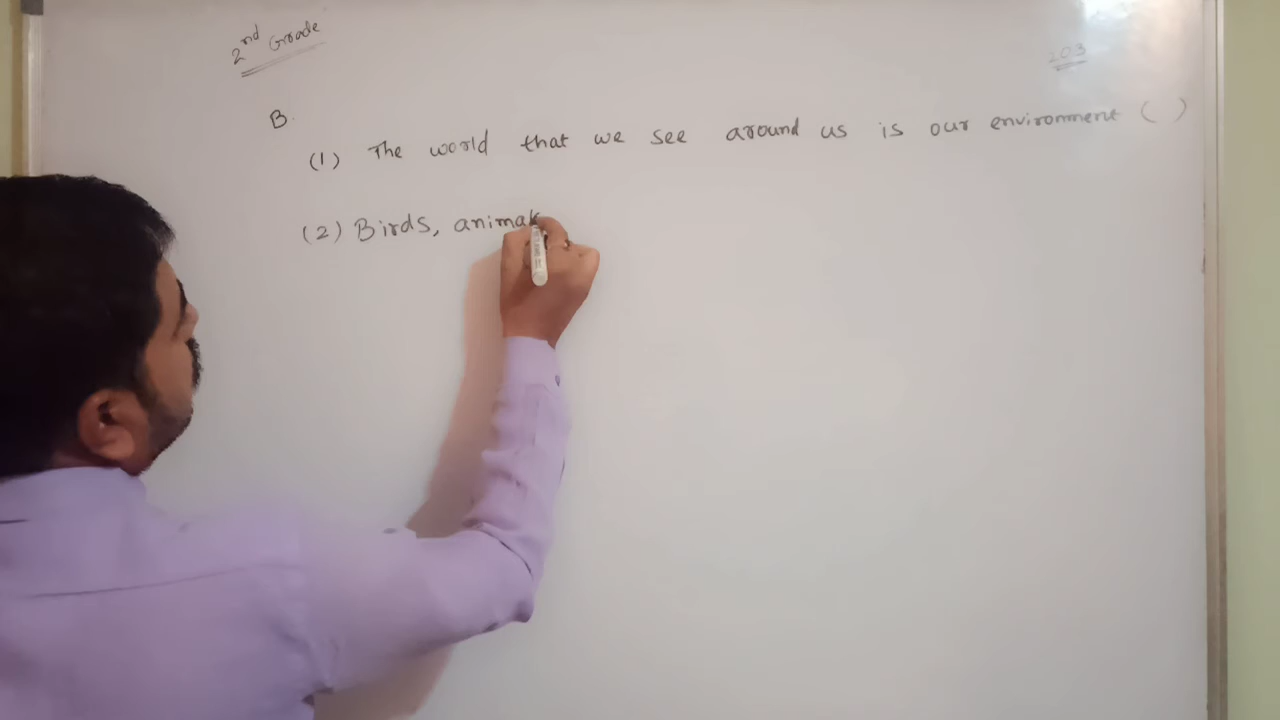 2nd Grade
203
B.
(1) The world that we see around us is our environment ( )
(2) Birds, animal